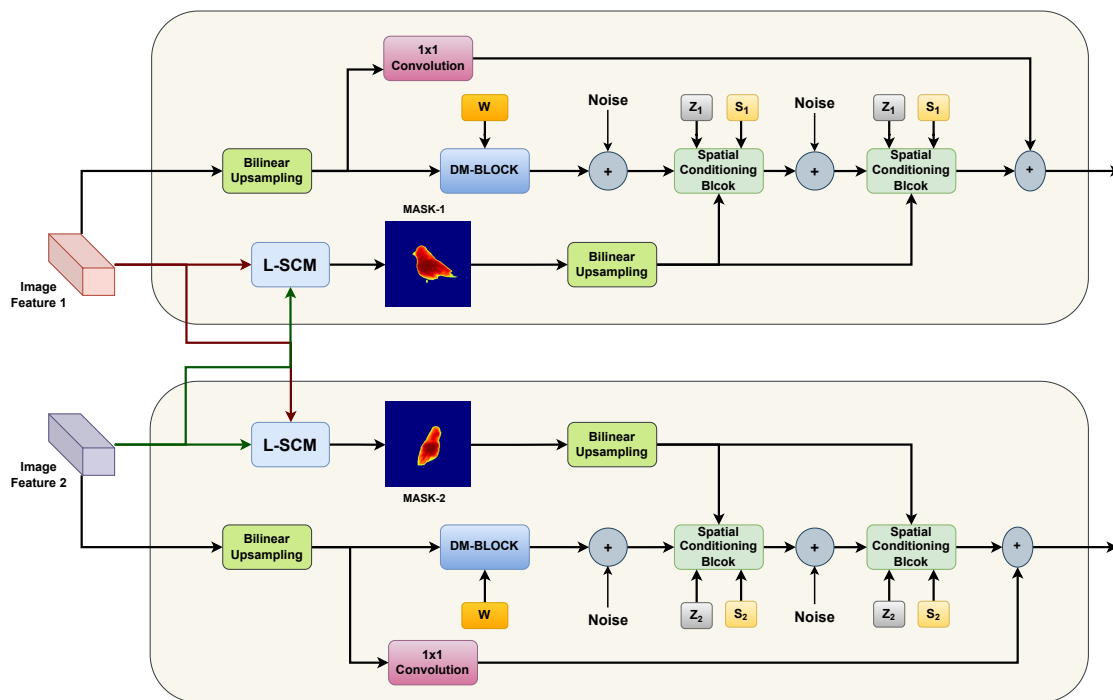 1x1
Convolution
W
Noise
Z1
S1
Noise
Z1
S1
Bilinear
Upsampling
DM-BLOCK
+
Spatial
Conditioning
Blcok
+
Spatial
Conditioning
Blcok
+
MASK-1
Image
Feature 1
L-SCM
Bilinear
Upsampling
Image
Feature 2
L-SCM
Bilinear
Upsampling
MASK-2
Bilinear
Upsampling
DM-BLOCK
+
Spatial
Conditioning
Blcok
+
Spatial
Conditioning
Blcok
+
W
Noise
Z2
S2
Noise
Z2
S2
1x1
Convolution